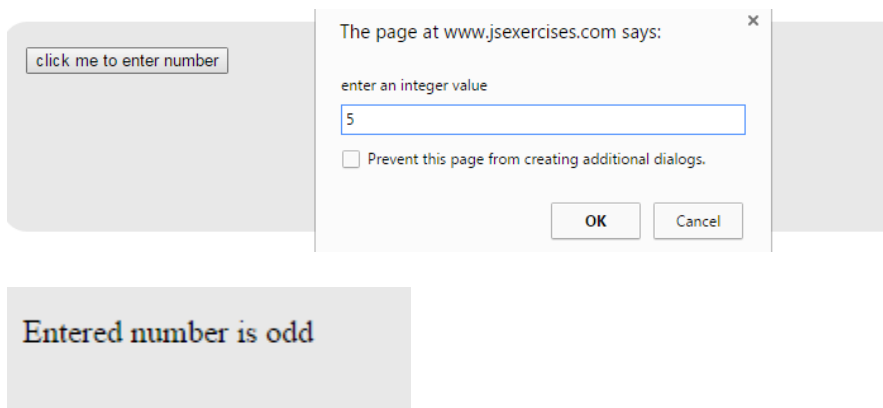 click me to enter number
The page at www.jsexercises.com says:
enter an integer value
5
Prevent this page from creating additional dialogs.
OK
Cancel
Entered number is odd